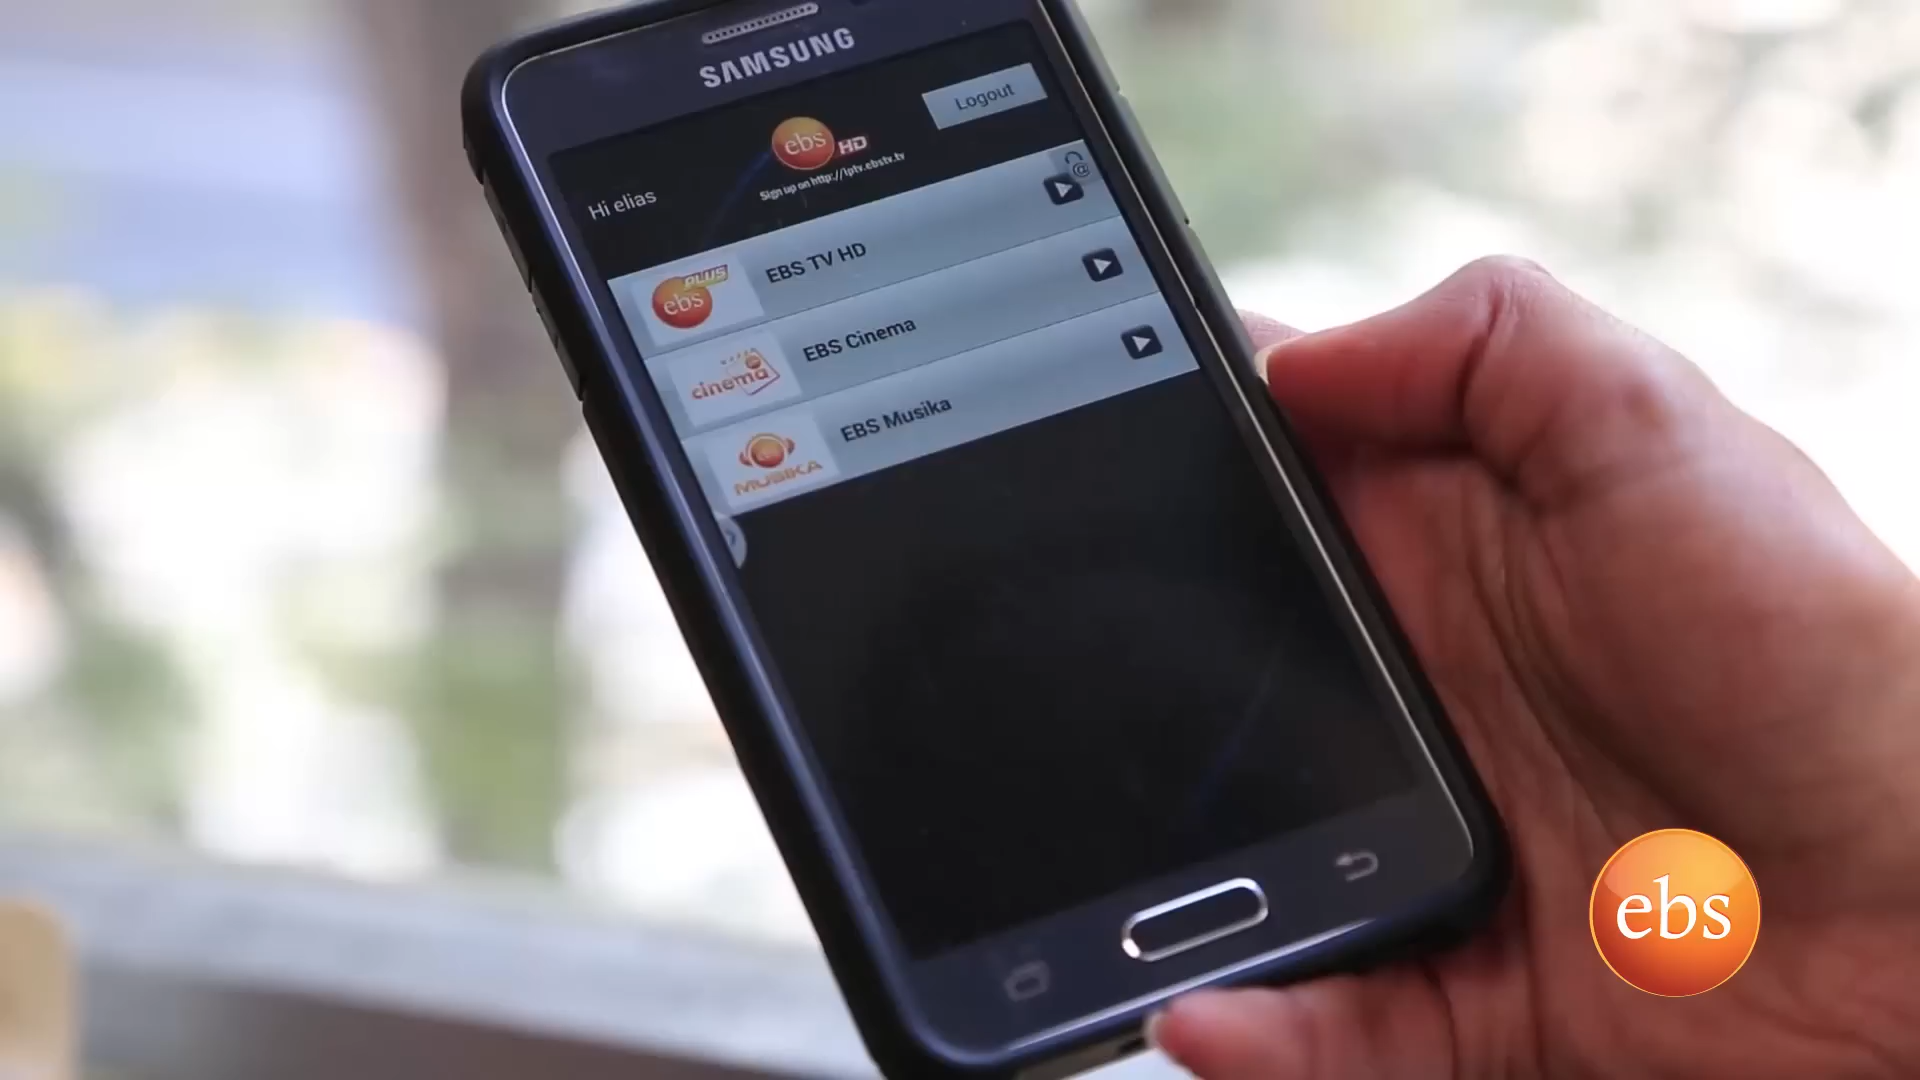 SAMSUNG
Logout
ebs HD
Sign up on http://iptv.ebstv.tv
Hi elias
ebs PLUS
EBS TV HD
cinema
EBS Cinema
MUSIKA
EBS Musika
ebs